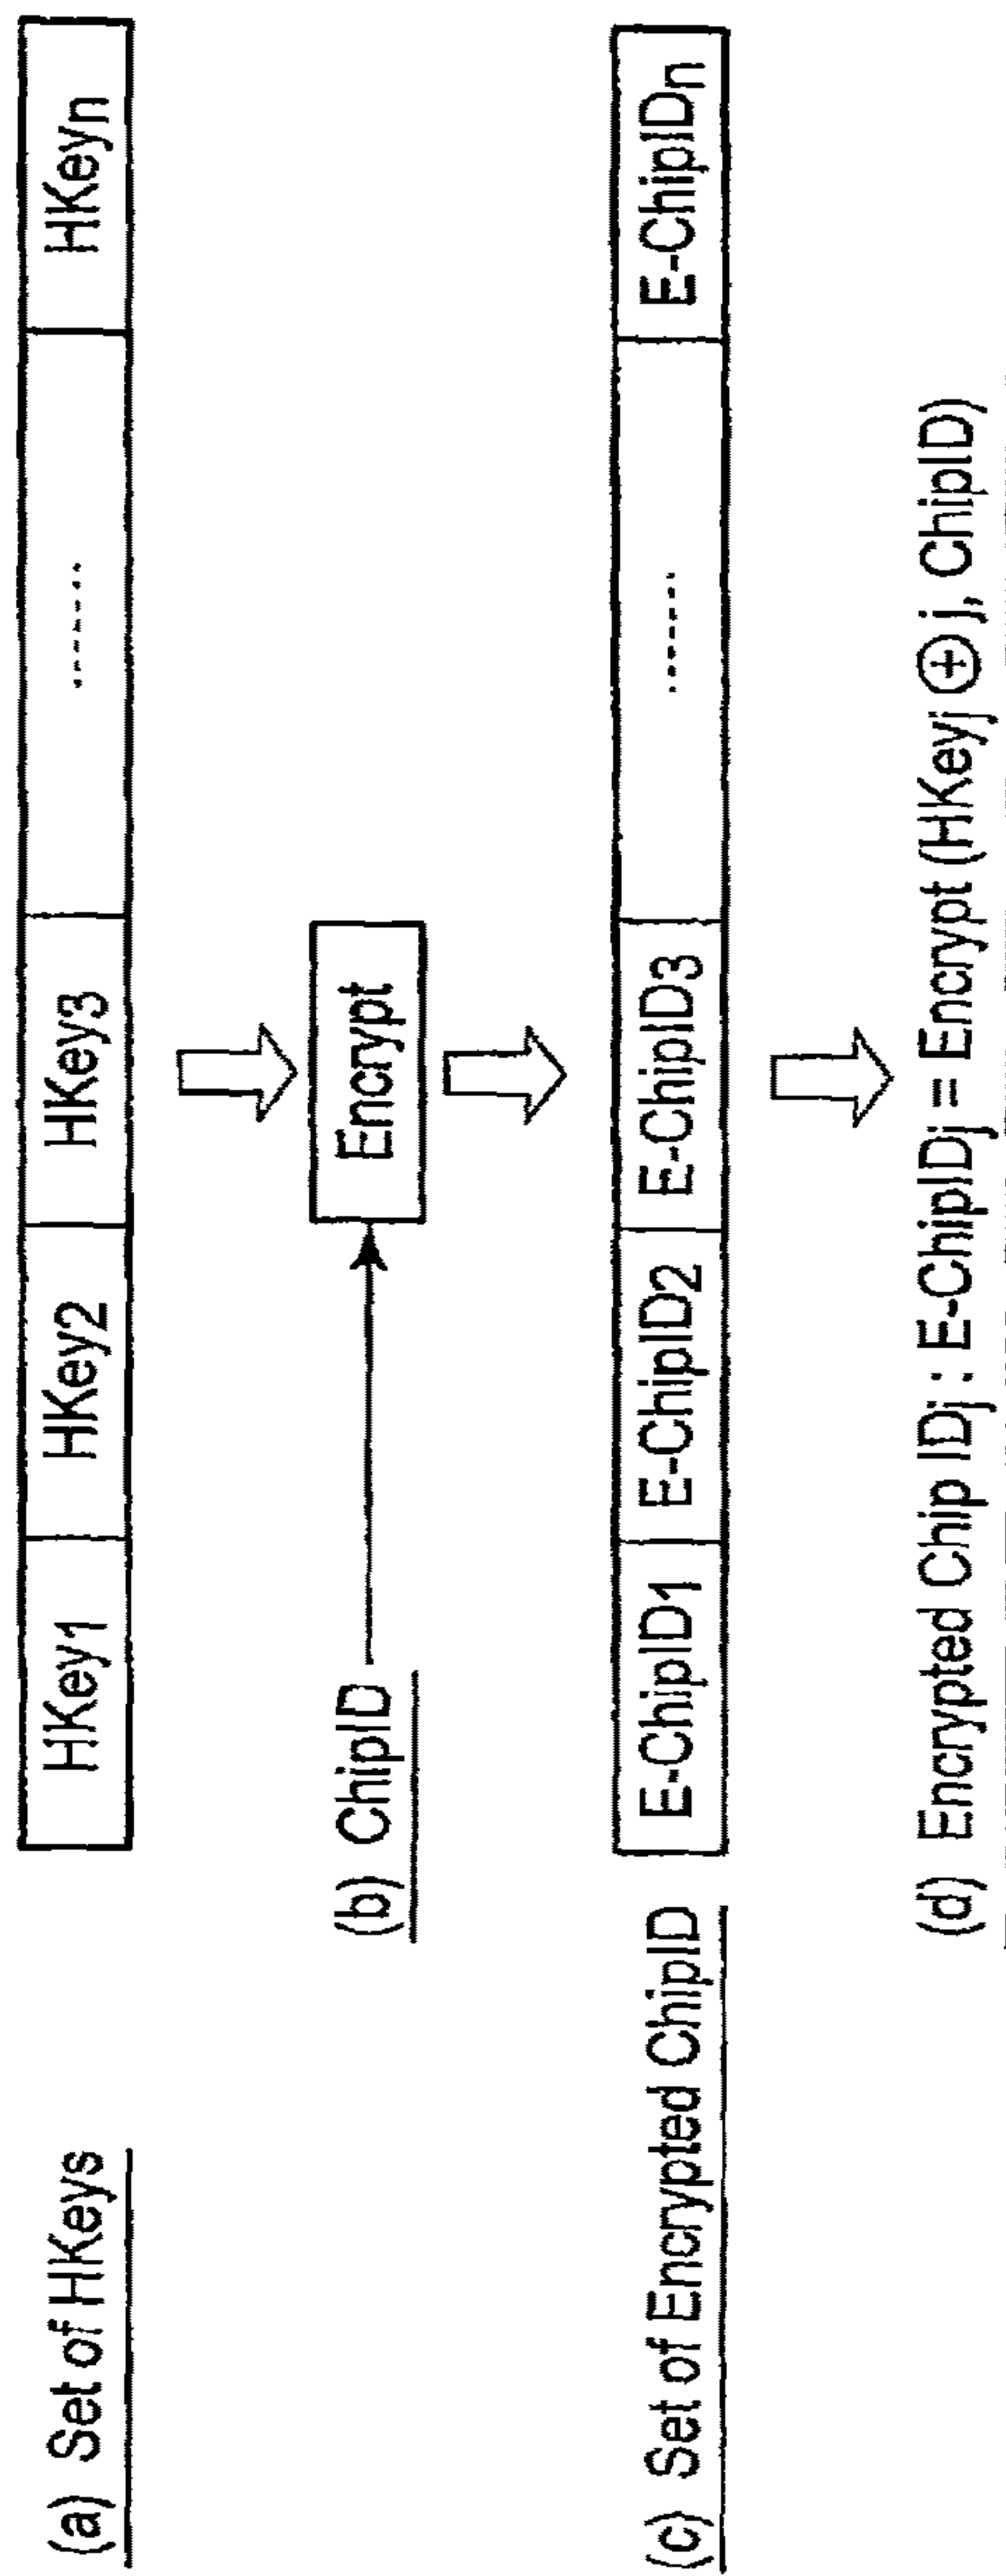 (a) Set of HKeys
HKey1 HKey2 HKey3 ...... HKeyn
(b) ChipID
Encrypt
(c) Set of Encrypted ChipID
E-ChipID1 E-ChipID2 E-ChipID3 ...... E-ChipIDn
(d) Encrypted Chip IDj : E-ChipIDj = Encrypt (HKeyj ⊕ j, ChipID)